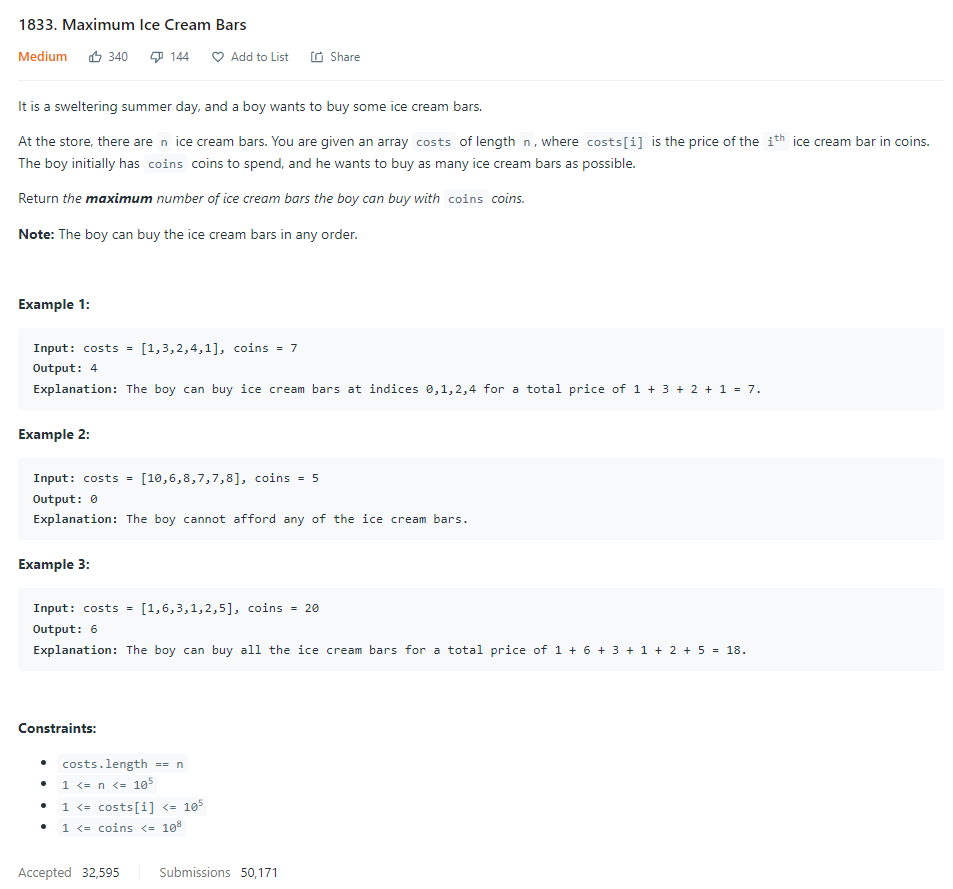 1833. Maximum Ice Cream Bars
Medium 340 144 Add to List Share
It is a sweltering summer day, and a boy wants to buy some ice cream bars.
At the store, there are n ice cream bars. You are given an array costs of length n, where costs[i] is the price of the ith ice cream bar in coins.
The boy initially has coins coins to spend, and he wants to buy as many ice cream bars as possible.
Return the maximum number of ice cream bars the boy can buy with coins coins.
Note: The boy can buy the ice cream bars in any order.
Example 1:
Input: costs = [1,3,2,4,1], coins = 7
Output: 4
Explanation: The boy can buy ice cream bars at indices 0,1,2,4 for a total price of 1 + 3 + 2 + 1 = 7.
Example 2:
Input: costs = [10,6,8,7,7,8], coins = 5
Output: 0
Explanation: The boy cannot afford any of the ice cream bars.
Example 3:
Input: costs = [1,6,3,1,2,5], coins = 20
Output: 6
Explanation: The boy can buy all the ice cream bars for a total price of 1 + 6 + 3 + 1 + 2 + 5 = 18.
Constraints:
• costs.length == n
• 1 <= n <= 10⁵
• 1 <= costs[i] <= 10⁵
• 1 <= coins <= 10⁸
Accepted 32,595 Submissions 50,171